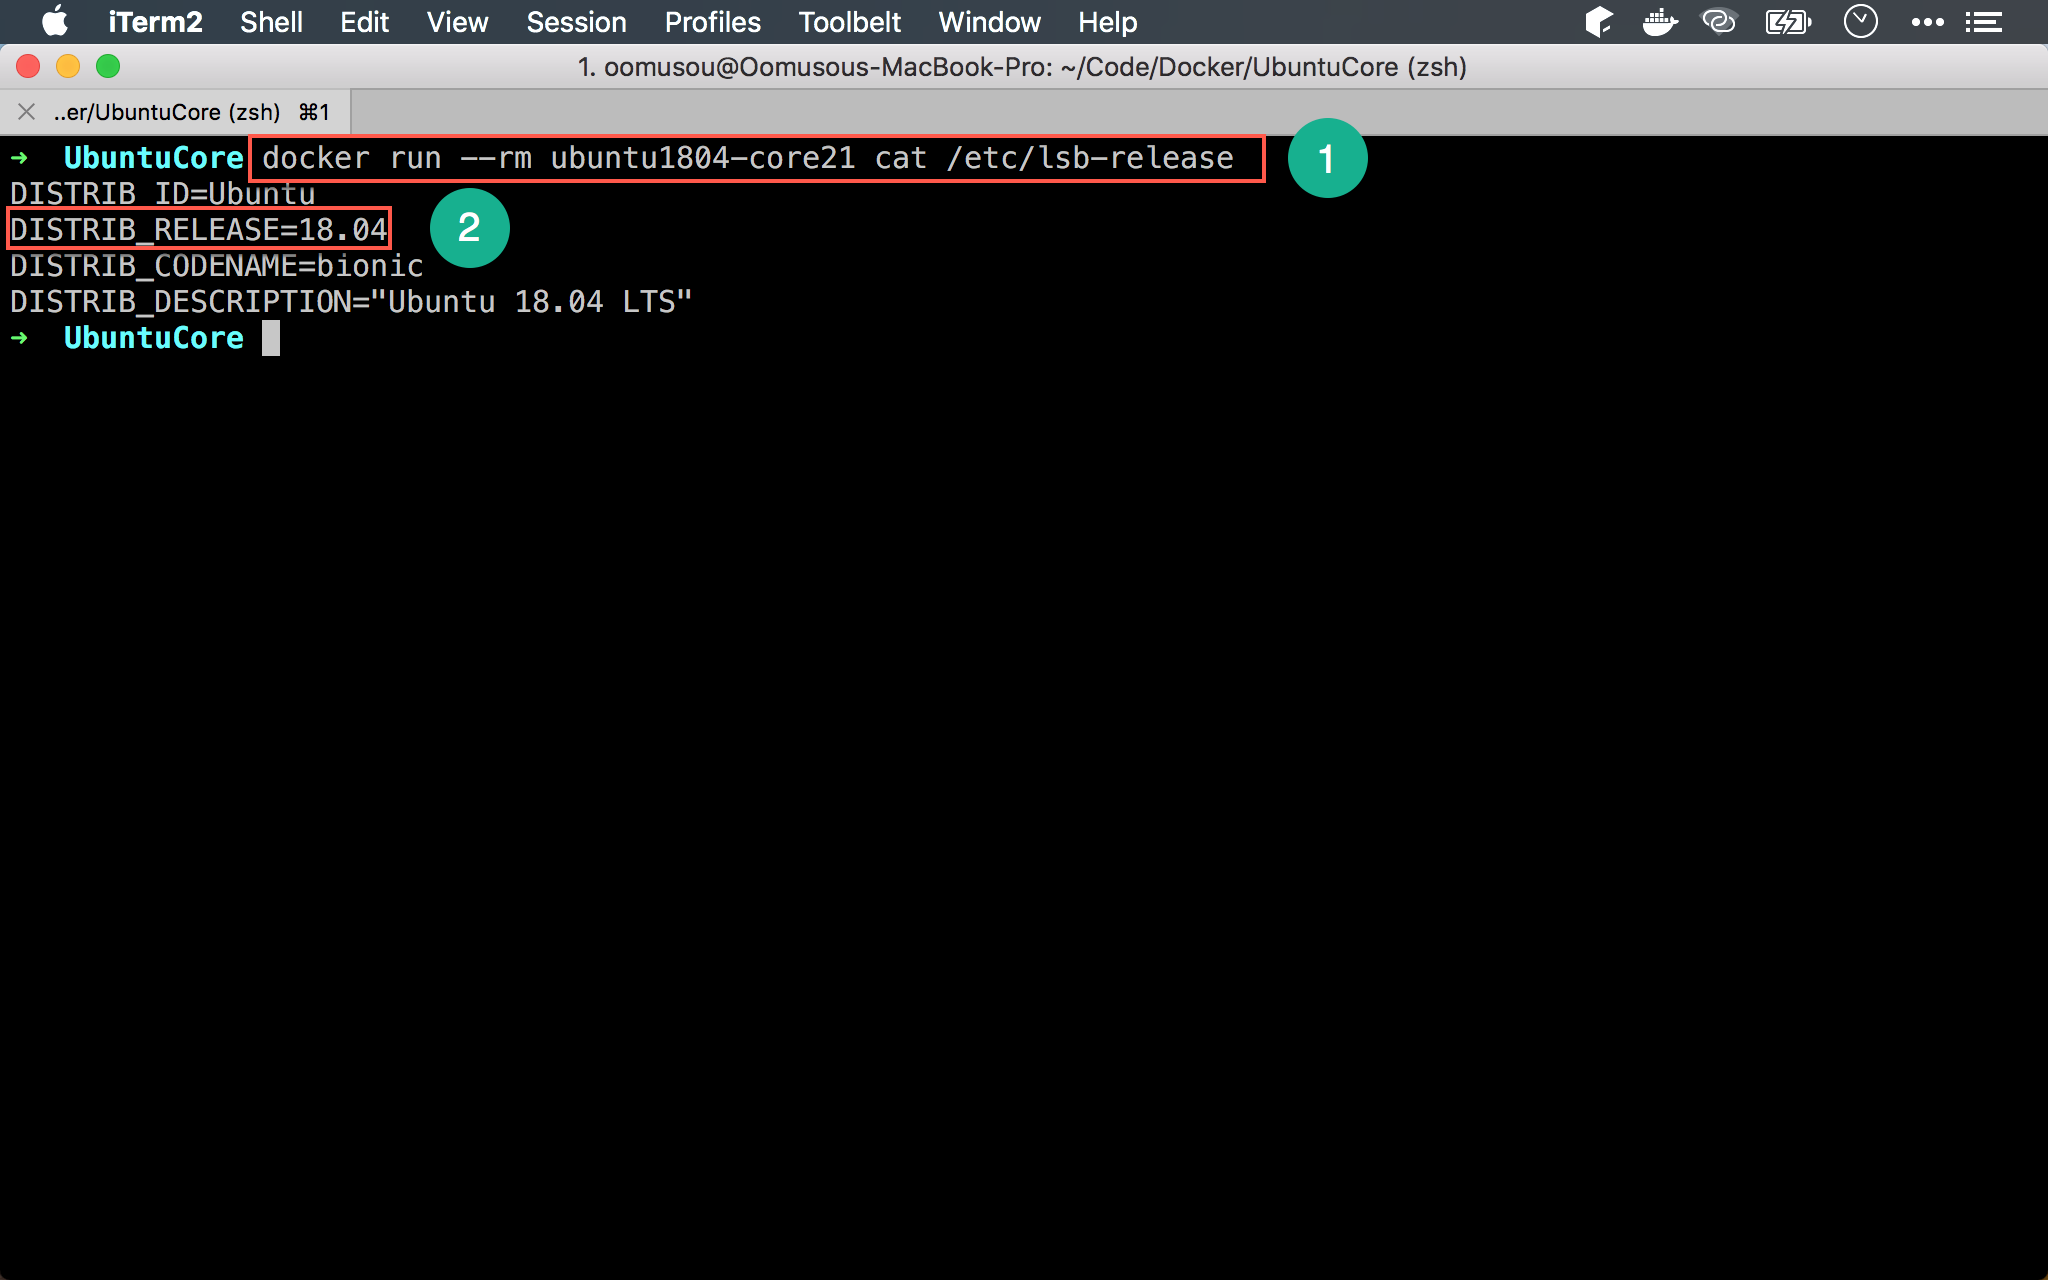 iTerm2 Shell Edit View Session Profiles Toolbelt Window Help
1. oomusou@Oomusous-MacBook-Pro: ~/Code/Docker/UbuntuCore (zsh)
..er/UbuntuCore (zsh) ⌘1
➜ UbuntuCore docker run --rm ubuntu1804-core21 cat /etc/lsb-release 1
DISTRIB_ID=Ubuntu
DISTRIB_RELEASE=18.04 2
DISTRIB_CODENAME=bionic
DISTRIB_DESCRIPTION="Ubuntu 18.04 LTS"
➜ UbuntuCore